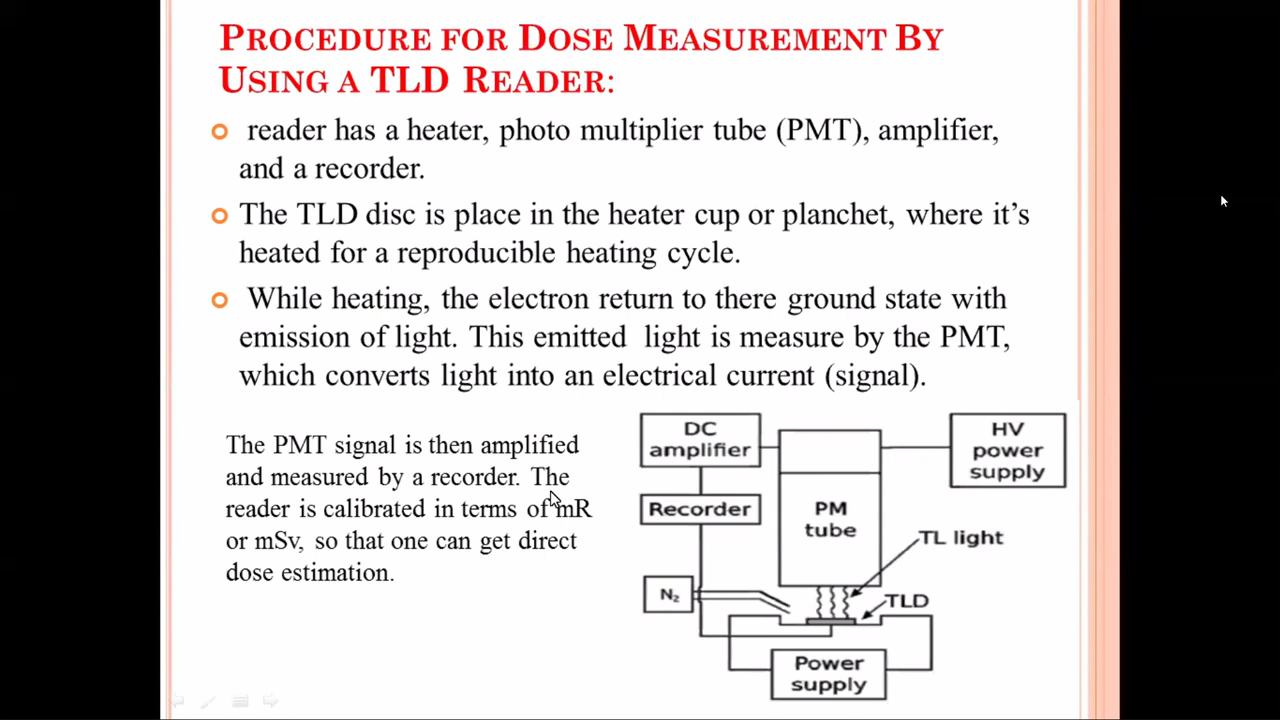 PROCEDURE FOR DOSE MEASUREMENT BY
USING A TLD READER:
reader has a heater, photo multiplier tube (PMT), amplifier,
and a recorder.
The TLD disc is place in the heater cup or planchet, where it's
heated for a reproducible heating cycle.
While heating, the electron return to there ground state with
emission of light. This emitted light is measure by the PMT,
which converts light into an electrical current (signal).
The PMT signal is then amplified
and measured by a recorder. The
reader is calibrated in terms of mR
or mSv, so that one can get direct
dose estimation.
DC
amplifier
HV
power
supply
Recorder
PM
tube
TL light
N₂
TLD
Power
supply